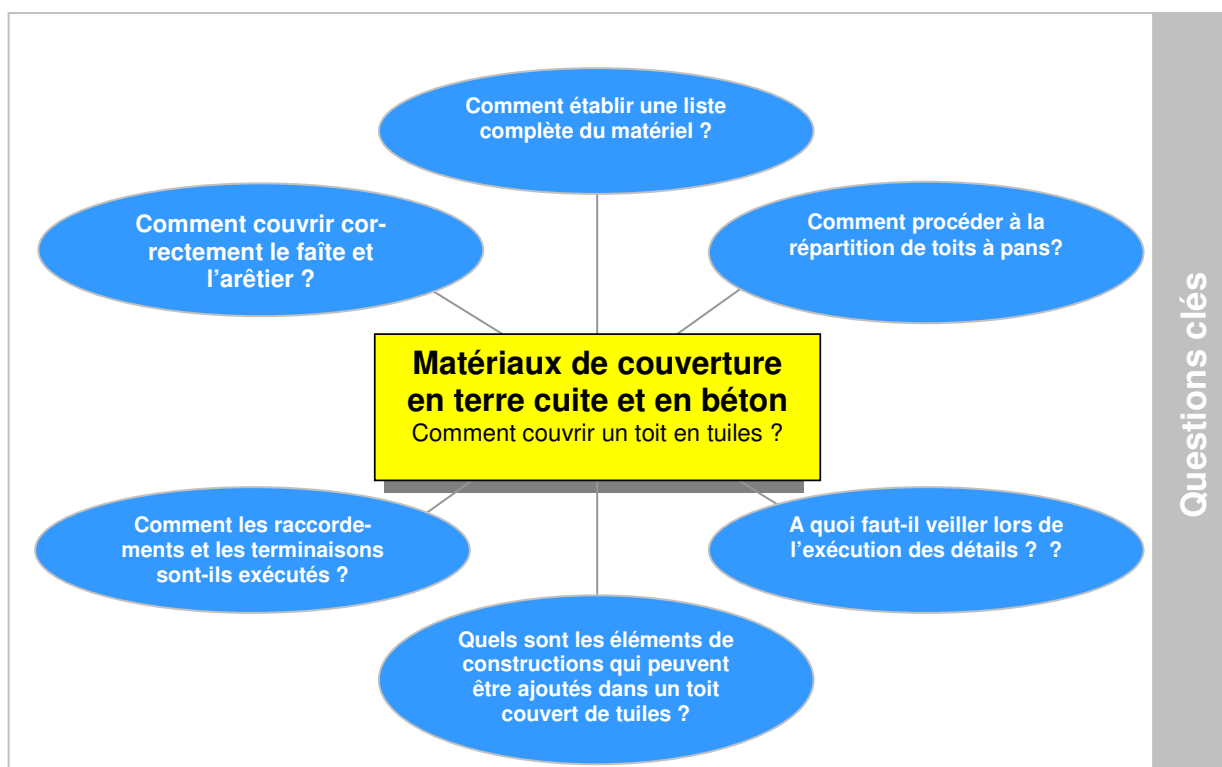 Comment établir une liste
complète du matériel ?
Comment couvrir cor-
rectement le faîte et
l'arêtier ?
Comment procéder à la
répartition de toits à pans?
Matériaux de couverture
en terre cuite et en béton
Comment couvrir un toit en tuiles ?
Comment les raccorde-
ments et les terminaisons
sont-ils exécutés ?
A quoi faut-il veiller lors de
l'exécution des détails ?  ?
Quels sont les éléments de
constructions qui peuvent
être ajoutés dans un toit
couvert de tuiles ?
Questions clés